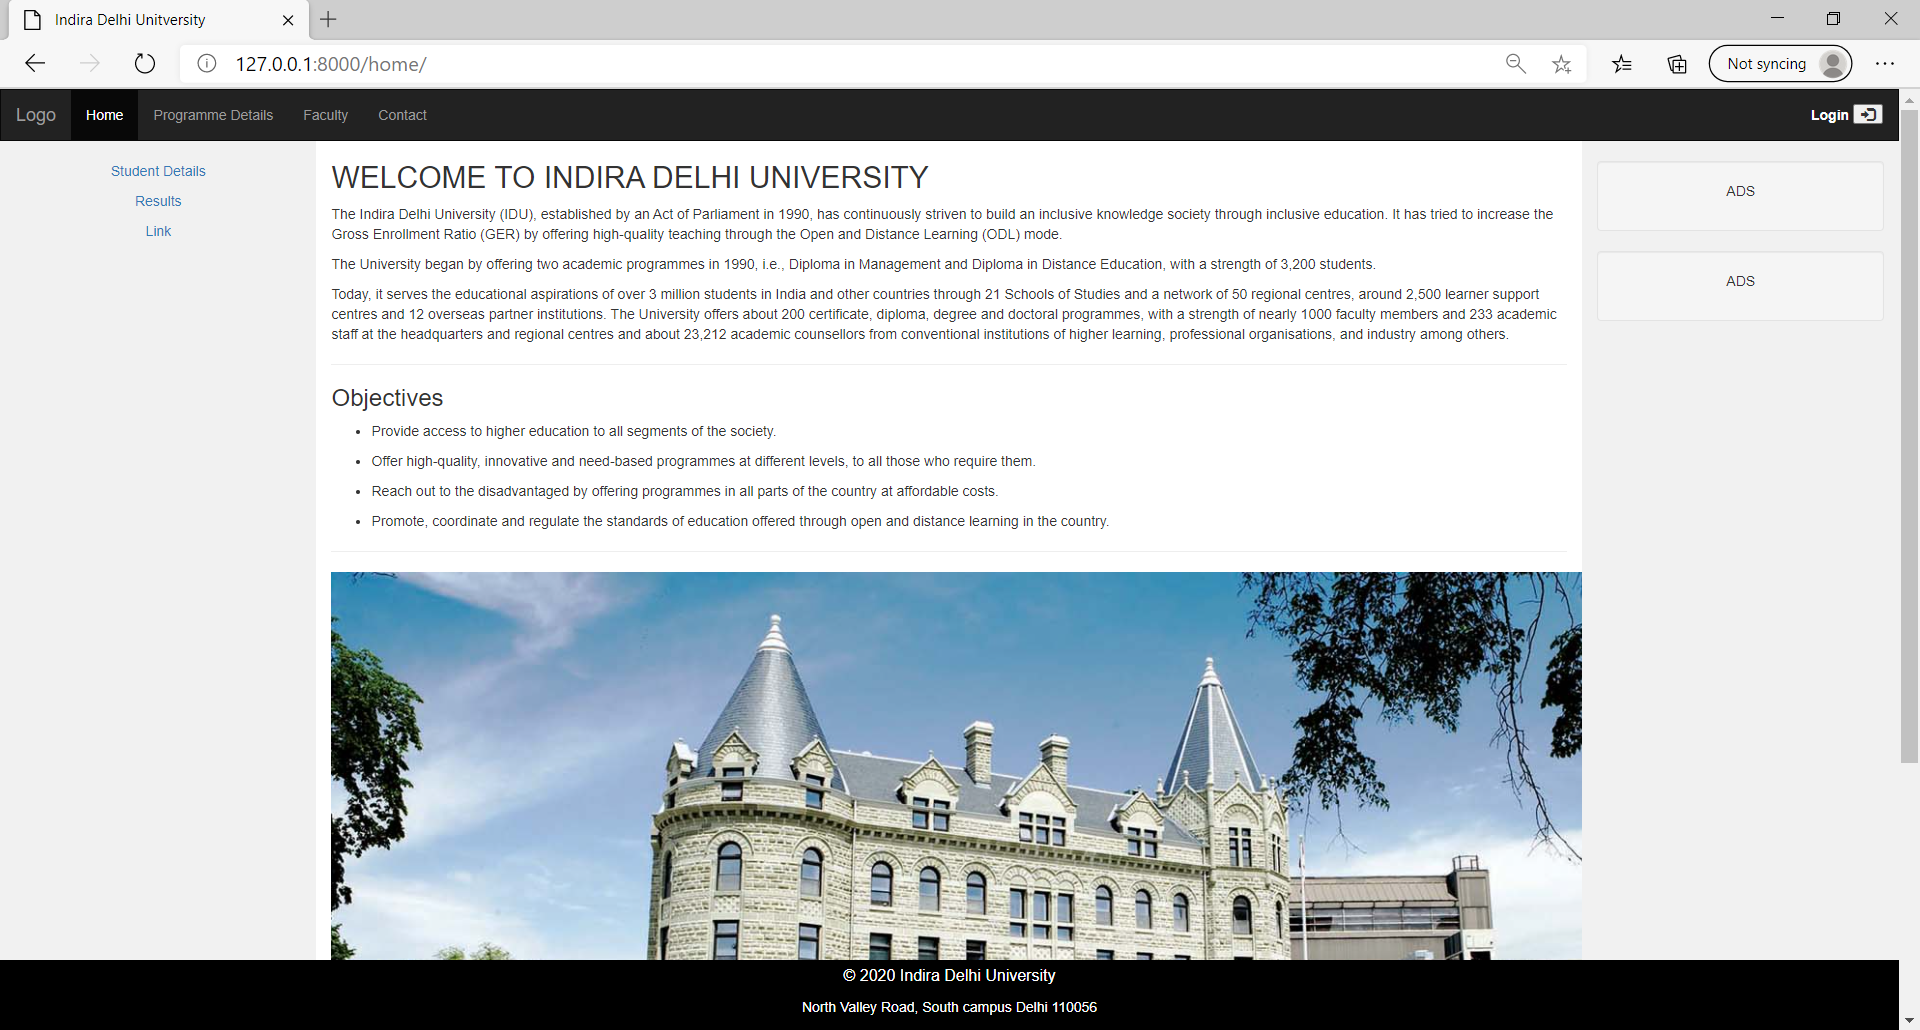 Indira Delhi Unitversity
127.0.0.1:8000/home/
Not syncing
Logo
Home
Programme Details
Faculty
Contact
Login
Student Details
Results
Link
WELCOME TO INDIRA DELHI UNIVERSITY
The Indira Delhi University (IDU), established by an Act of Parliament in 1990, has continuously striven to build an inclusive knowledge society through inclusive education. It has tried to increase the
Gross Enrollment Ratio (GER) by offering high-quality teaching through the Open and Distance Learning (ODL) mode.
The University began by offering two academic programmes in 1990, i.e., Diploma in Management and Diploma in Distance Education, with a strength of 3,200 students.
Today, it serves the educational aspirations of over 3 million students in India and other countries through 21 Schools of Studies and a network of 50 regional centres, around 2,500 learner support
centres and 12 overseas partner institutions. The University offers about 200 certificate, diploma, degree and doctoral programmes, with a strength of nearly 1000 faculty members and 233 academic
staff at the headquarters and regional centres and about 23,212 academic counsellors from conventional institutions of higher learning, professional organisations, and industry among others.
Objectives
• Provide access to higher education to all segments of the society.
• Offer high-quality, innovative and need-based programmes at different levels, to all those who require them.
• Reach out to the disadvantaged by offering programmes in all parts of the country at affordable costs.
• Promote, coordinate and regulate the standards of education offered through open and distance learning in the country.
ADS
ADS
© 2020 Indira Delhi University
North Valley Road, South campus Delhi 110056